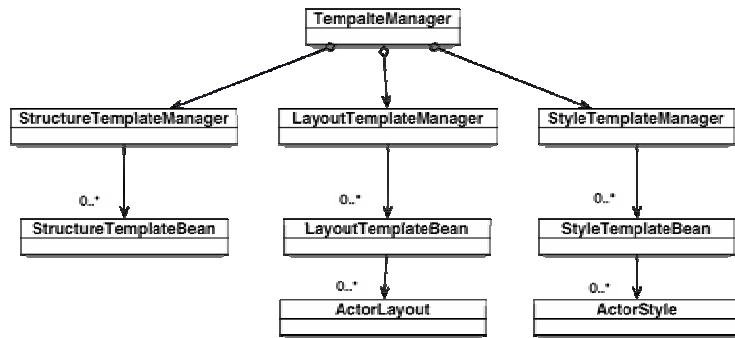 TempalteManager
StructureTemplateManager
LayoutTemplateManager
StyleTemplateManager
0..*
0..*
0..*
StructureTemplateBean
LayoutTemplateBean
StyleTemplateBean
0..*
0..*
ActorLayout
ActorStyle